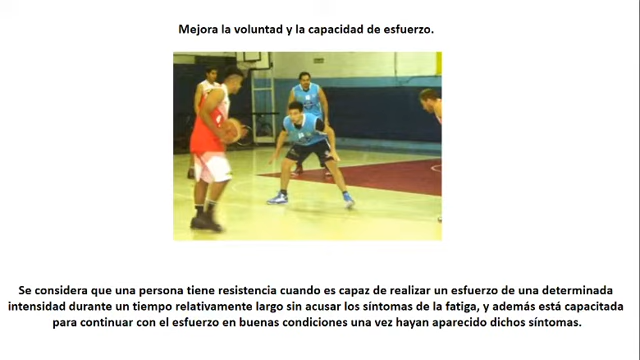 Mejora la voluntad y la capacidad de esfuerzo.
Se considera que una persona tiene resistencia cuando es capaz de realizar un esfuerzo de una determinada
intensidad durante un tiempo relativamente largo sin acusar los síntomas de la fatiga, y además está capacitada
para continuar con el esfuerzo en buenas condiciones una vez hayan aparecido dichos síntomas.